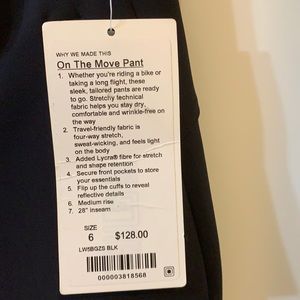 WHY WE MADE THIS
On The Move Pant
1. Whether you're riding a bike or
taking a long flight, these
sleek, tailored pants are
ready to go. Stretchy technical
fabric helps you stay dry,
comfortable and wrinkle-free on
the way
2. Travel-friendly fabric is
four-way stretch,
sweat-wicking, and feels light
on the body
3. Added Lycra® fibre for stretch
and shape retention
4. Secure front pockets to store
your essentials
5. Flip up the cuffs to reveal
reflective details
6. Medium rise
7. 28" inseam
SIZE
6 $128.00
LW5BGZS BLK
000003818568